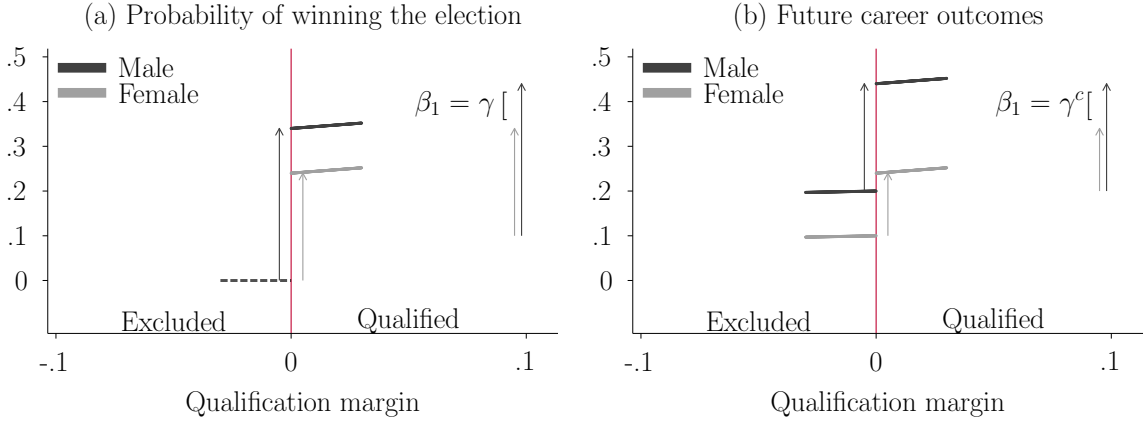 (a) Probability of winning the election
.5
.4
.3
.2
.1
0
Male
Female
β₁ = γ [
Excluded
Qualified
-.1
0
.1
Qualification margin
(b) Future career outcomes
.5
.4
.3
.2
.1
0
Male
Female
β₁ = γᶜ[
Excluded
Qualified
-.1
0
.1
Qualification margin